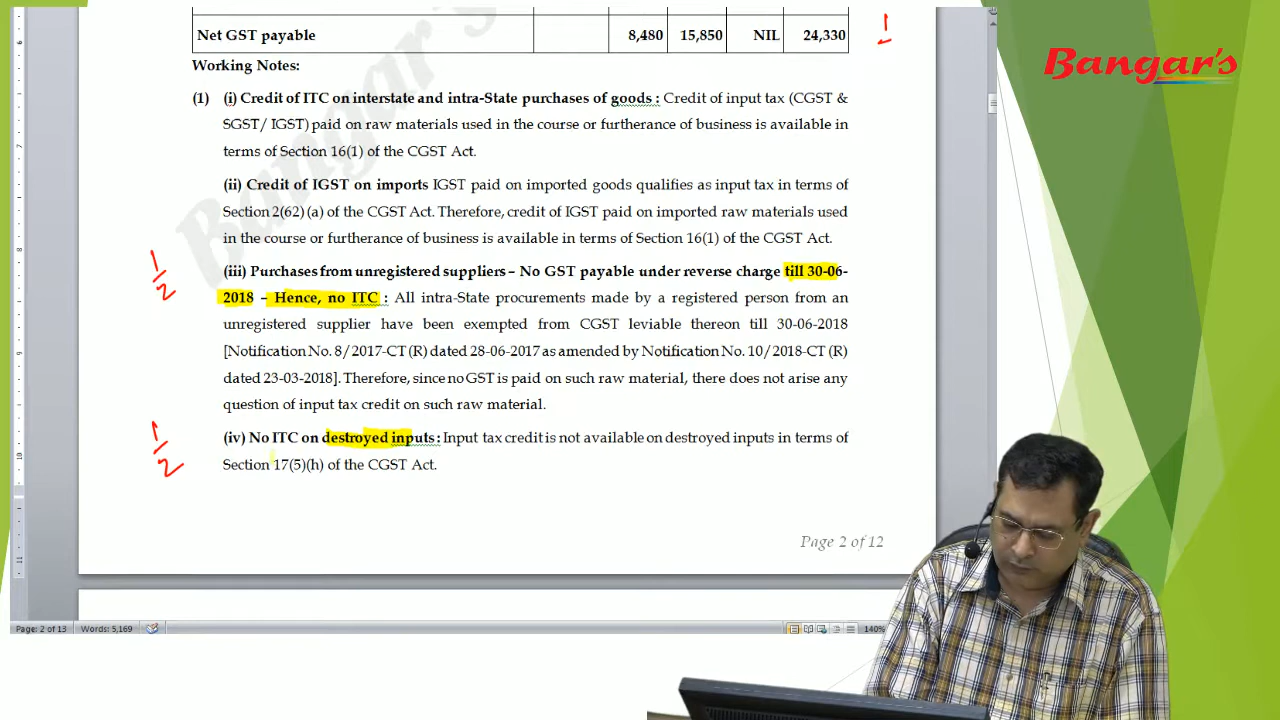 Net GST payable 8,480 15,850 NIL 24,330
1
Bangar's
Working Notes:
(1) (i) Credit of ITC on interstate and intra-State purchases of goods : Credit of input tax (CGST &
SGST/ IGST) paid on raw materials used in the course or furtherance of business is available in
terms of Section 16(1) of the CGST Act.
(ii) Credit of IGST on imports IGST paid on imported goods qualifies as input tax in terms of
Section 2(62) (a) of the CGST Act. Therefore, credit of IGST paid on imported raw materials used
in the course or furtherance of business is available in terms of Section 16(1) of the CGST Act.
1/2
(iii) Purchases from unregistered suppliers – No GST payable under reverse charge till 30-06-
2018 – Hence, no ITC : All intra-State procurements made by a registered person from an
unregistered supplier have been exempted from CGST leviable thereon till 30-06-2018
[Notification No. 8/2017-CT (R) dated 28-06-2017 as amended by Notification No. 10/2018-CT (R)
dated 23-03-2018]. Therefore, since no GST is paid on such raw material, there does not arise any
question of input tax credit on such raw material.
1/2
(iv) No ITC on destroyed inputs : Input tax credit is not available on destroyed inputs in terms of
Section 17(5)(h) of the CGST Act.
Bangar's
Page 2 of 12
Page: 2 of 13 Words: 5,169 140%